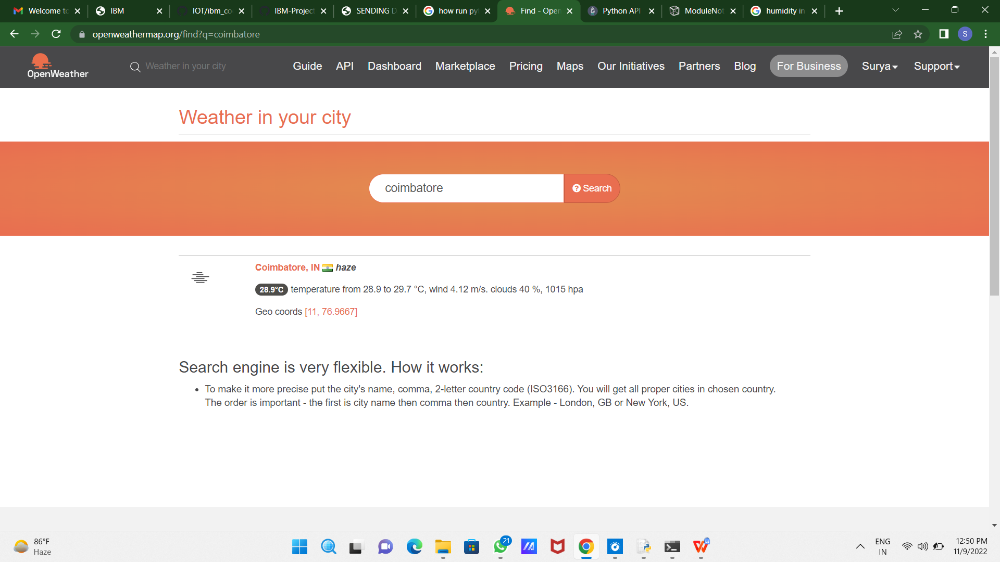 Welcome to
IBM
IOT/ibm_co
IBM-Project
SENDING D
how run py
Find - Open
Python API
ModuleNot
humidity in
openweathermap.org/find?q=coimbatore
S
OpenWeather
Weather in your city
Guide API Dashboard Marketplace Pricing Maps Our Initiatives Partners Blog For Business Surya Support
Weather in your city
coimbatore
Search
Coimbatore, IN haze
28.9°C temperature from 28.9 to 29.7 °C, wind 4.12 m/s. clouds 40 %, 1015 hpa
Geo coords [11, 76.9667]
Search engine is very flexible. How it works:
• To make it more precise put the city's name, comma, 2-letter country code (ISO3166). You will get all proper cities in chosen country.
The order is important - the first is city name then comma then country. Example - London, GB or New York, US.
86°F
Haze
21
ENG
IN
12:50 PM
11/9/2022